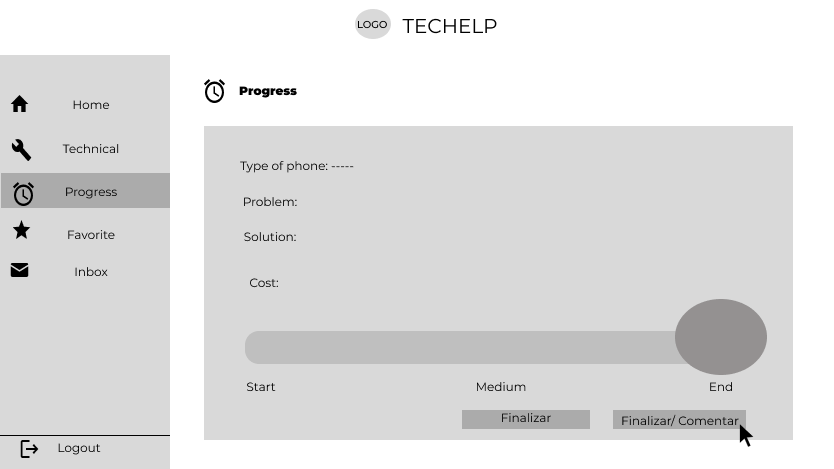 LOGO TECHELP
Home
Technical
Progress
Favorite
Inbox
Logout
Progress
Type of phone: -----
Problem:
Solution:
Cost:
Start Medium End
Finalizar Finalizar/ Comentar